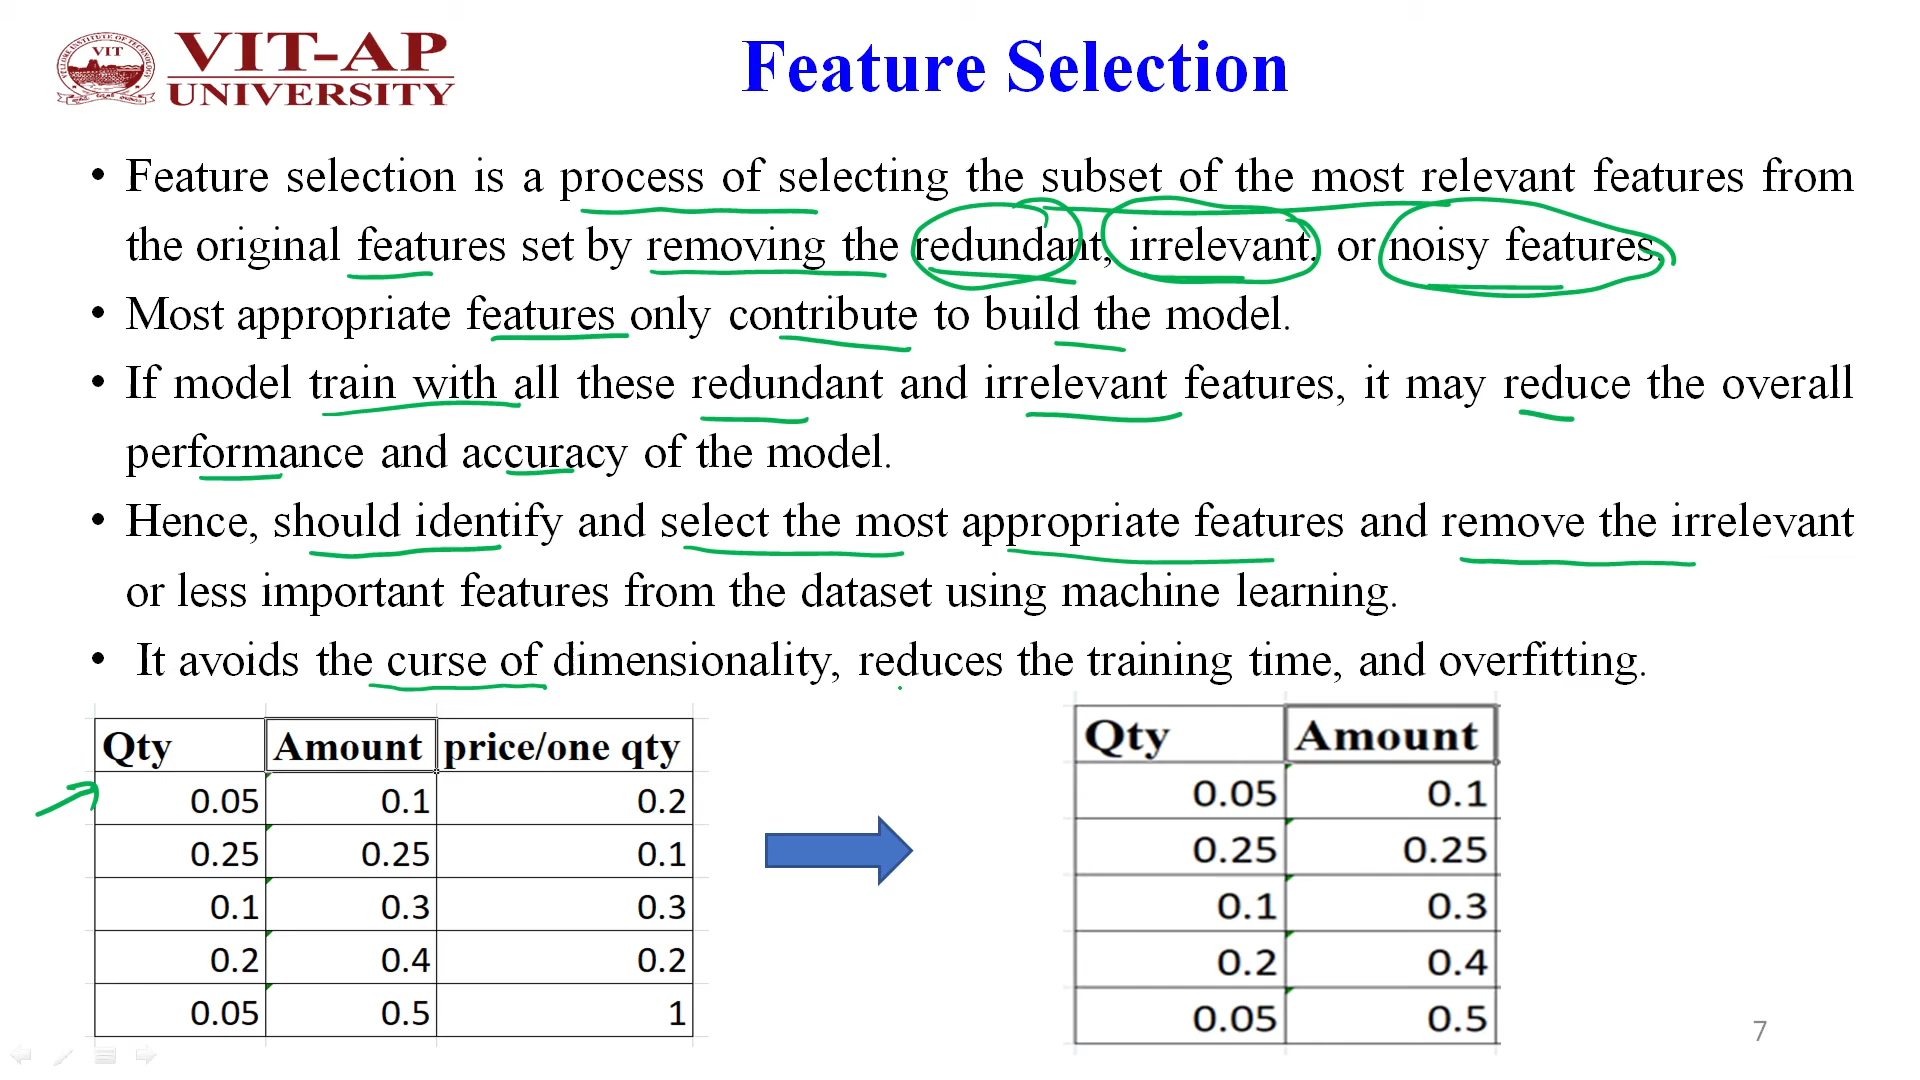 VIT
VIT-AP
UNIVERSITY
Feature Selection
• Feature selection is a process of selecting the subset of the most relevant features from
the original features set by removing the redundant, irrelevant. or noisy features.
• Most appropriate features only contribute to build the model.
• If model train with all these redundant and irrelevant features, it may reduce the overall
performance and accuracy of the model.
• Hence, should identify and select the most appropriate features and remove the irrelevant
or less important features from the dataset using machine learning.
• It avoids the curse of dimensionality, reduces the training time, and overfitting.
Qty Amount price/one qty
0.05 0.1 0.2
0.25 0.25 0.1
0.1 0.3 0.3
0.2 0.4 0.2
0.05 0.5 1
Qty Amount
0.05 0.1
0.25 0.25
0.1 0.3
0.2 0.4
0.05 0.5
7